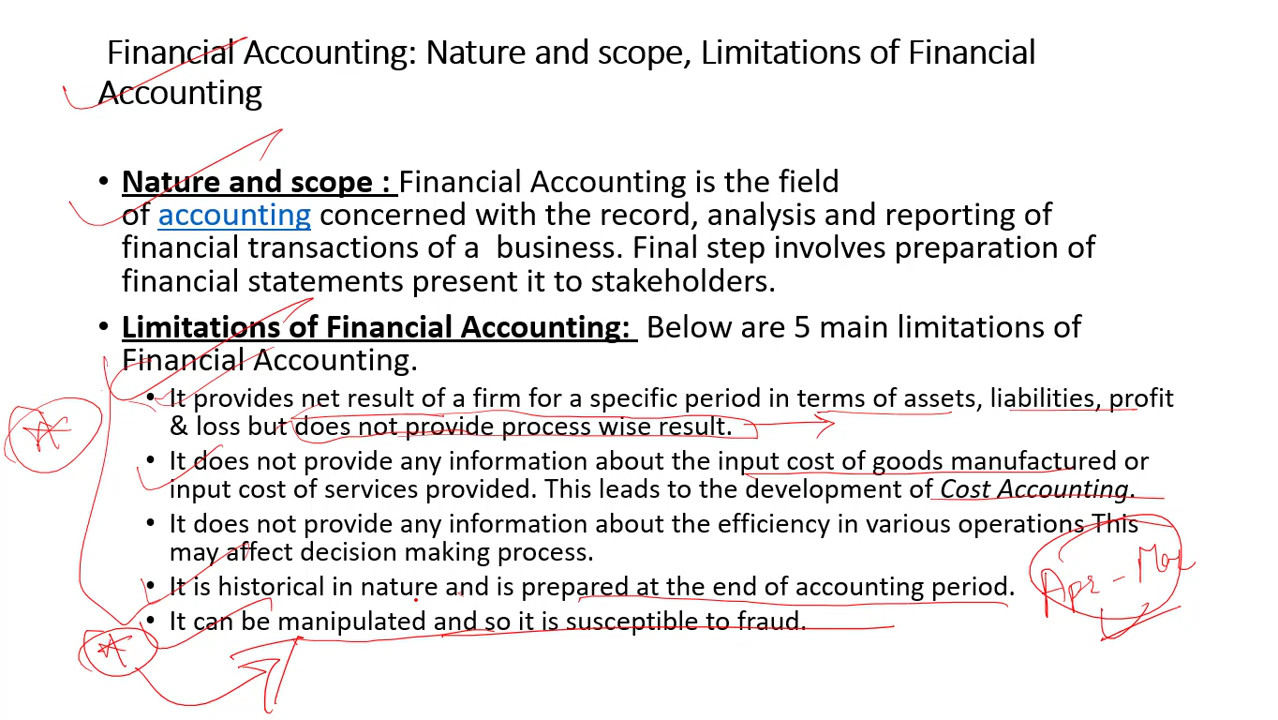 Financial Accounting: Nature and scope, Limitations of Financial
Accounting
• Nature and scope : Financial Accounting is the field
of accounting concerned with the record, analysis and reporting of
financial transactions of a business. Final step involves preparation of
financial statements present it to stakeholders.
• Limitations of Financial Accounting: Below are 5 main limitations of
Financial Accounting.
• It provides net result of a firm for a specific period in terms of assets, liabilities, profit
& loss but does not provide process wise result.
• It does not provide any information about the input cost of goods manufactured or
input cost of services provided. This leads to the development of Cost Accounting.
• It does not provide any information about the efficiency in various operations This
may affect decision making process.
• It is historical in nature and is prepared at the end of accounting period.
Apr - Mar
• It can be manipulated and so it is susceptible to fraud.